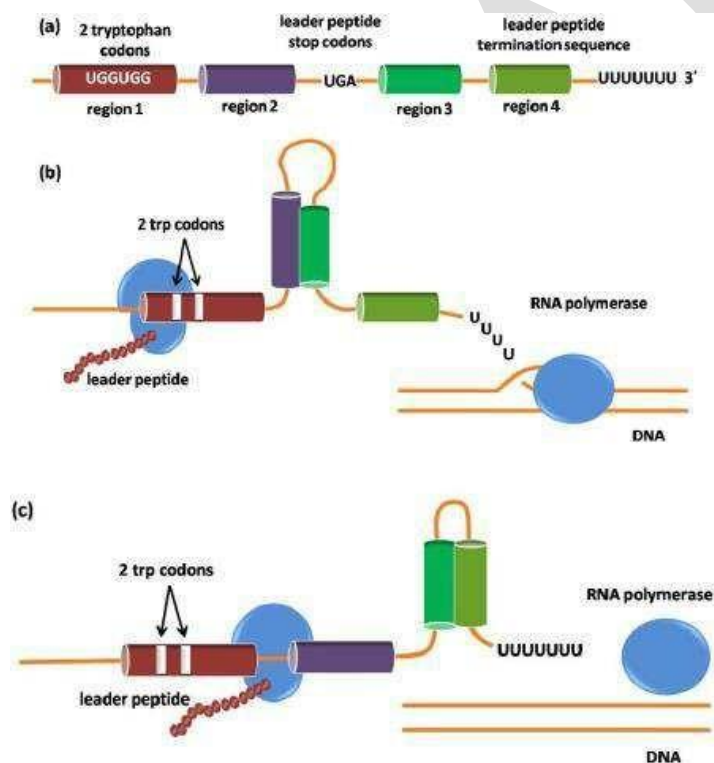 (a)
2 tryptophan
codons
leader peptide
stop codons
leader peptide
termination sequence
UGGUGG
UGA
UUUUUUU 3'
region 1
region 2
region 3
region 4
(b)
2 trp codons
leader peptide
U
U
U
U
RNA polymerase
DNA
(c)
2 trp codons
leader peptide
UUUUUUU
RNA polymerase
DNA